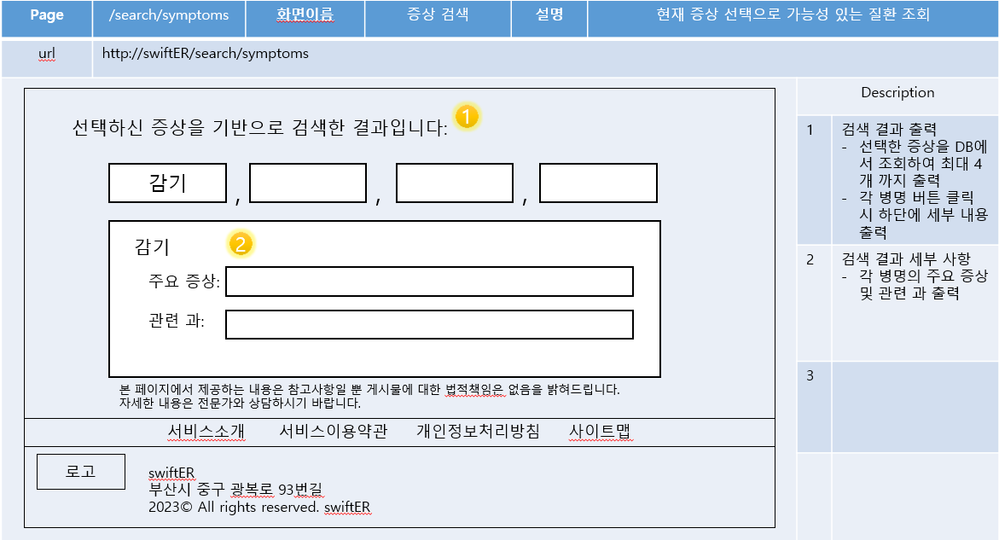 Page /search/symptoms 화면이름 증상 검색 설명 현재 증상 선택으로 가능성 있는 질환 조회
url http://swiftER/search/symptoms
선택하신 증상을 기반으로 검색한 결과입니다: 1
감기 , , ,
감기 2
주요 증상:
관련 과:
본 페이지에서 제공하는 내용은 참고사항일 뿐 게시물에 대한 법적책임은 없음을 밝혀드립니다.
자세한 내용은 전문가와 상담하시기 바랍니다.
서비스소개 서비스이용약관 개인정보처리방침 사이트맵
로고
swiftER
부산시 중구 광복로 93번길
2023© All rights reserved. swiftER
Description
1 검색 결과 출력
- 선택한 증상을 DB에
서 조회하여 최대 4
개 까지 출력
- 각 병명 버튼 클릭
시 하단에 세부 내용
출력
2 검색 결과 세부 사항
- 각 병명의 주요 증상
및 관련 과 출력
3